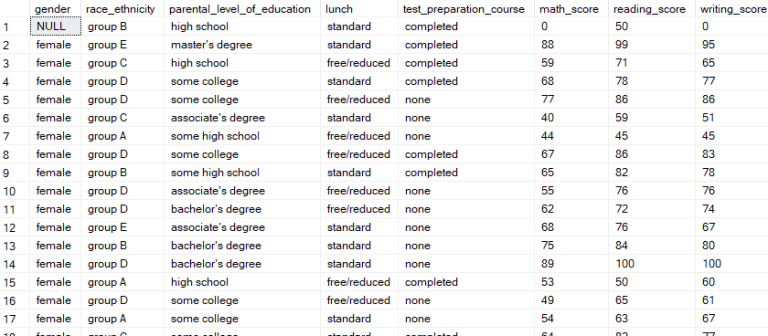 gender race_ethnicity parental_level_of_education lunch test_preparation_course math_score reading_score writing_score
1 NULL group B high school standard completed 0 50 0
2 female group E master's degree standard completed 88 99 95
3 female group C high school free/reduced completed 59 71 65
4 female group D some college standard completed 68 78 77
5 female group D some college free/reduced none 77 86 86
6 female group C associate's degree standard none 40 59 51
7 female group A some high school free/reduced none 44 45 45
8 female group D some college free/reduced completed 67 86 83
9 female group B some high school standard completed 65 82 78
10 female group D associate's degree free/reduced none 55 76 76
11 female group D bachelor's degree free/reduced none 62 72 74
12 female group E associate's degree standard none 68 76 67
13 female group B bachelor's degree standard none 75 84 80
14 female group D bachelor's degree standard none 89 100 100
15 female group A high school free/reduced completed 53 50 60
16 female group D some college free/reduced none 49 65 61
17 female group A some college standard none 54 63 67